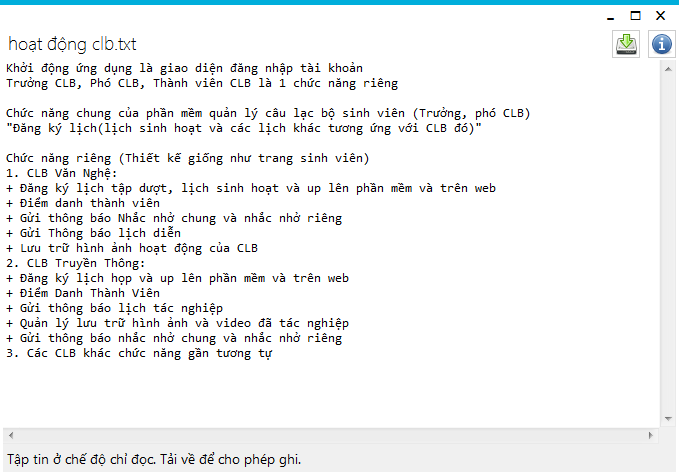 hoạt động clb.txt
Khởi động ứng dụng là giao diện đăng nhập tài khoản
Trưởng CLB, Phó CLB, Thành viên CLB là 1 chức năng riêng
Chức năng chung của phần mềm quản lý câu lạc bộ sinh viên (Trưởng, phó CLB)
"Đăng ký lịch(lịch sinh hoạt và các lịch khác tương ứng với CLB đó)"
Chức năng riêng (Thiết kế giống như trang sinh viên)
1. CLB Văn Nghệ:
+ Đăng ký lịch tập dượt, lịch sinh hoạt và up lên phần mềm và trên web
+ Điểm danh thành viên
+ Gửi thông báo Nhắc nhở chung và nhắc nhở riêng
+ Gửi Thông báo lịch diễn
+ Lưu trữ hình ảnh hoạt động của CLB
2. CLB Truyền Thông:
+ Đăng ký lịch họp và up lên phần mềm và trên web
+ Điểm Danh Thành Viên
+ Gửi thông báo lịch tác nghiệp
+ Quản lý lưu trữ hình ảnh và video đã tác nghiệp
+ Gửi thông báo nhắc nhở chung và nhắc nhở riêng
3. Các CLB khác chức năng gần tương tự
Tập tin ở chế độ chỉ đọc. Tải về để cho phép ghi.